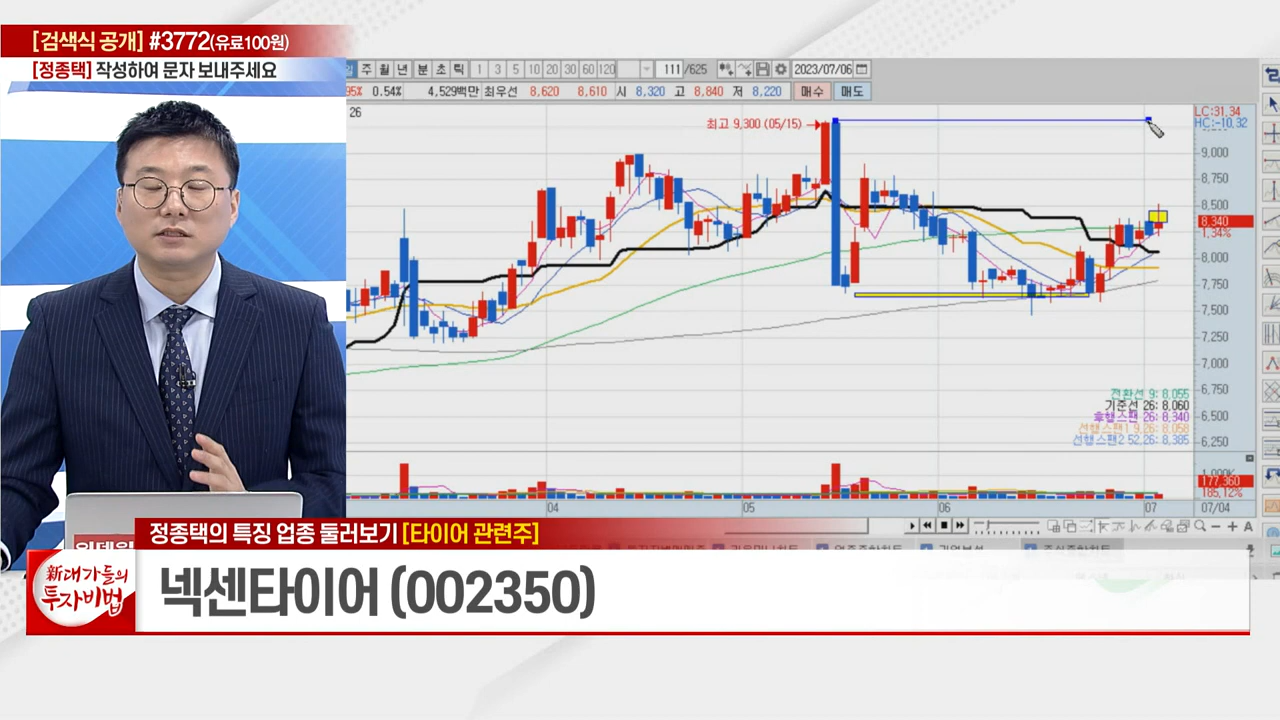 [검색식 공개] #3772(유료100원)
[정종택] 작성하여 문자 보내주세요
주 월 년 분 초 틱 1 3 5 10 20 30 60 120 111 /625 2023/07/06
95% 0.54% 4,529백만 최우선 8,620 8,610 시 8,320 고 8,840 저 8,220 매수 매도
26
최고 9,300 (05/15)
LC:31.34
HC:-10.32
9,000
8,750
8,500
8,340
1.34%
8,000
7,750
7,500
7,250
7,000
6,750
6,500
6,250
전환선 9: 8,055
기준선 26: 8,060
후행스팬 26: 8,340
선행스팬1 9,26: 8,058
선행스팬2 52,26: 8,385
1,000%
177,360
185.12%
04 05 06 07 07/04
정종택의 특징 업종 둘러보기 [타이어 관련주]
新대가들의
투자비법
넥센타이어 (002350)